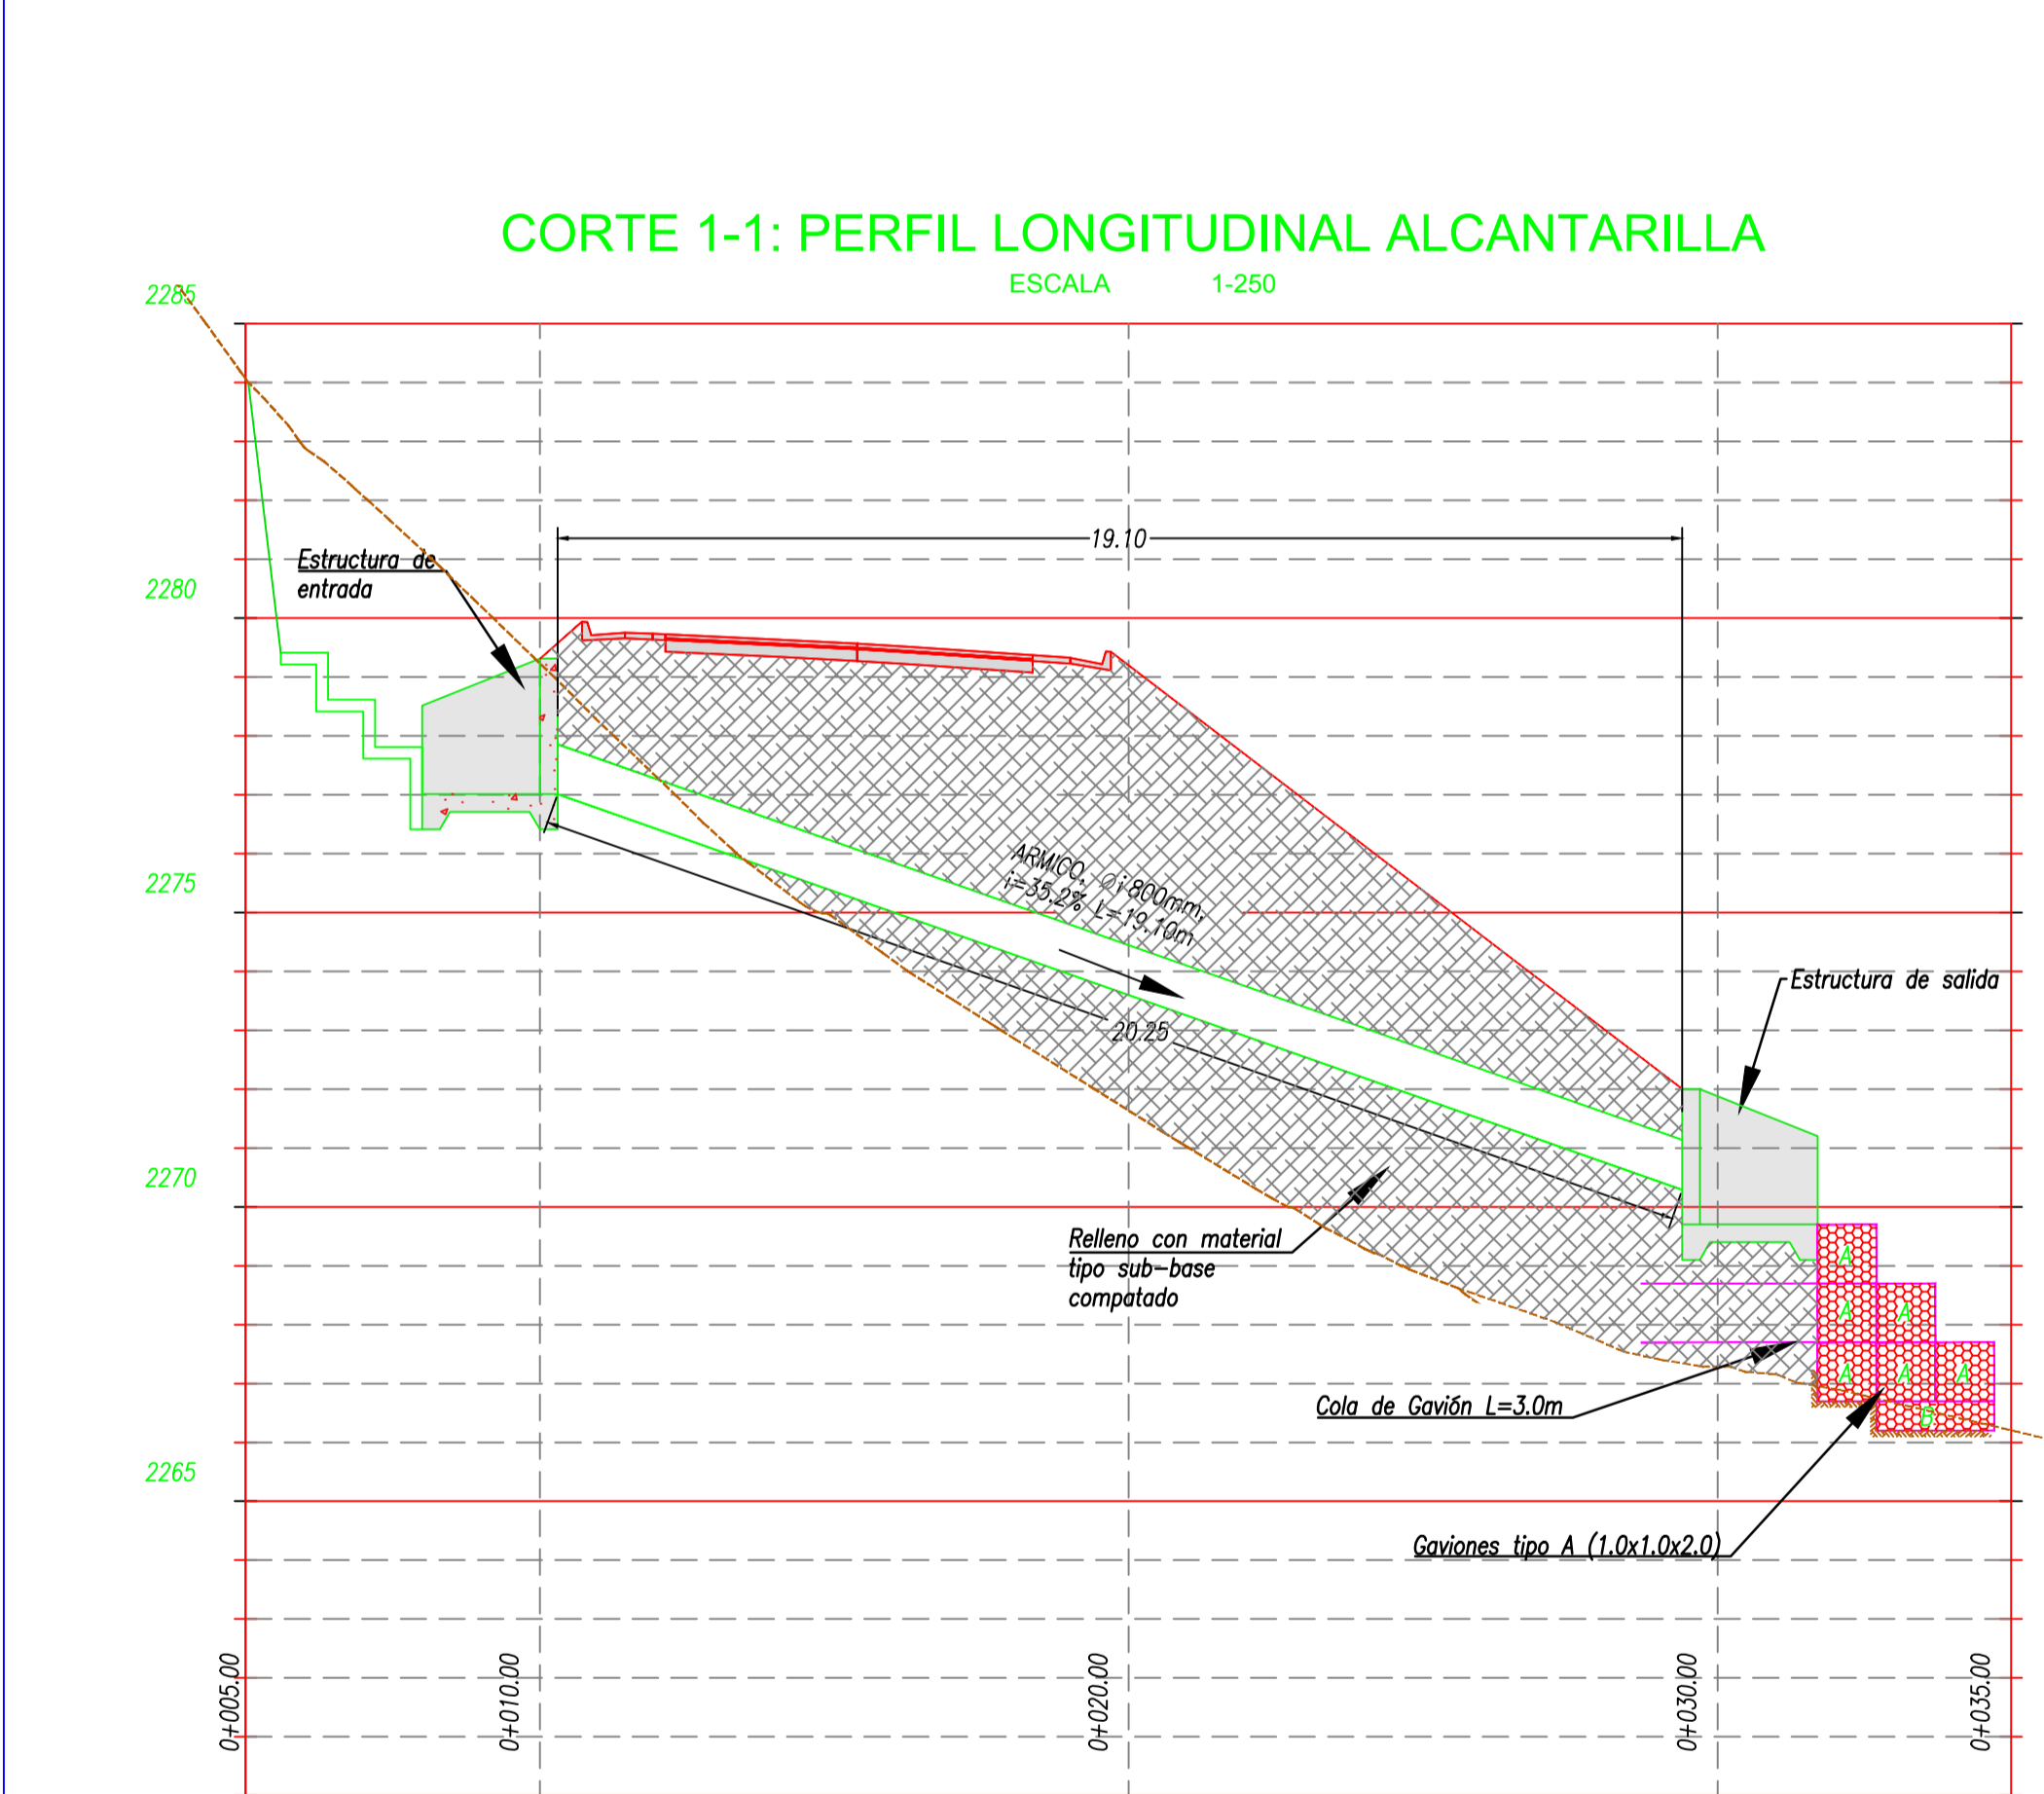 CORTE 1-1: PERFIL LONGITUDINAL ALCANTARILLA
ESCALA 1-250
2285
19.10
Estructura de
entrada
2280
ARMICO, Øi 800mm,
i=35.2% L=19.10m
2275
Estructura de salida
20.25
2270
Relleno con material
tipo sub-base
compatado
A
A A
A A A
Cola de Gavión L=3.0m
B
2265
Gaviones tipo A (1.0x1.0x2.0)
0+005.00
0+010.00
0+020.00
0+030.00
0+035.00